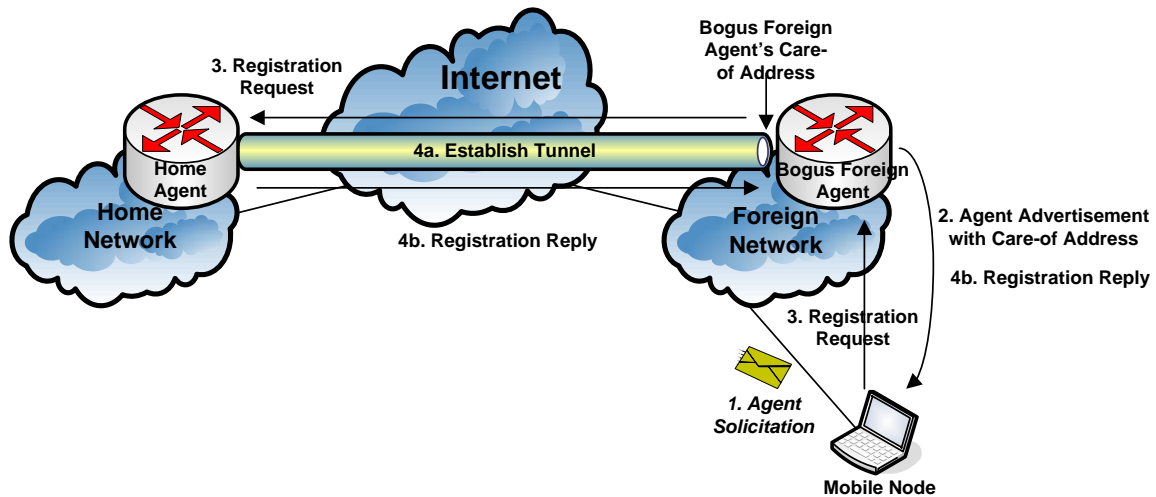 Bogus Foreign
Agent's Care-
of Address
3. Registration
Request
Internet
4a. Establish Tunnel
Home
Agent
Bogus Foreign
Agent
Home
Network
Foreign
Network
4b. Registration Reply
2. Agent Advertisement
with Care-of Address
4b. Registration Reply
3. Registration
Request
1. Agent
Solicitation
Mobile Node